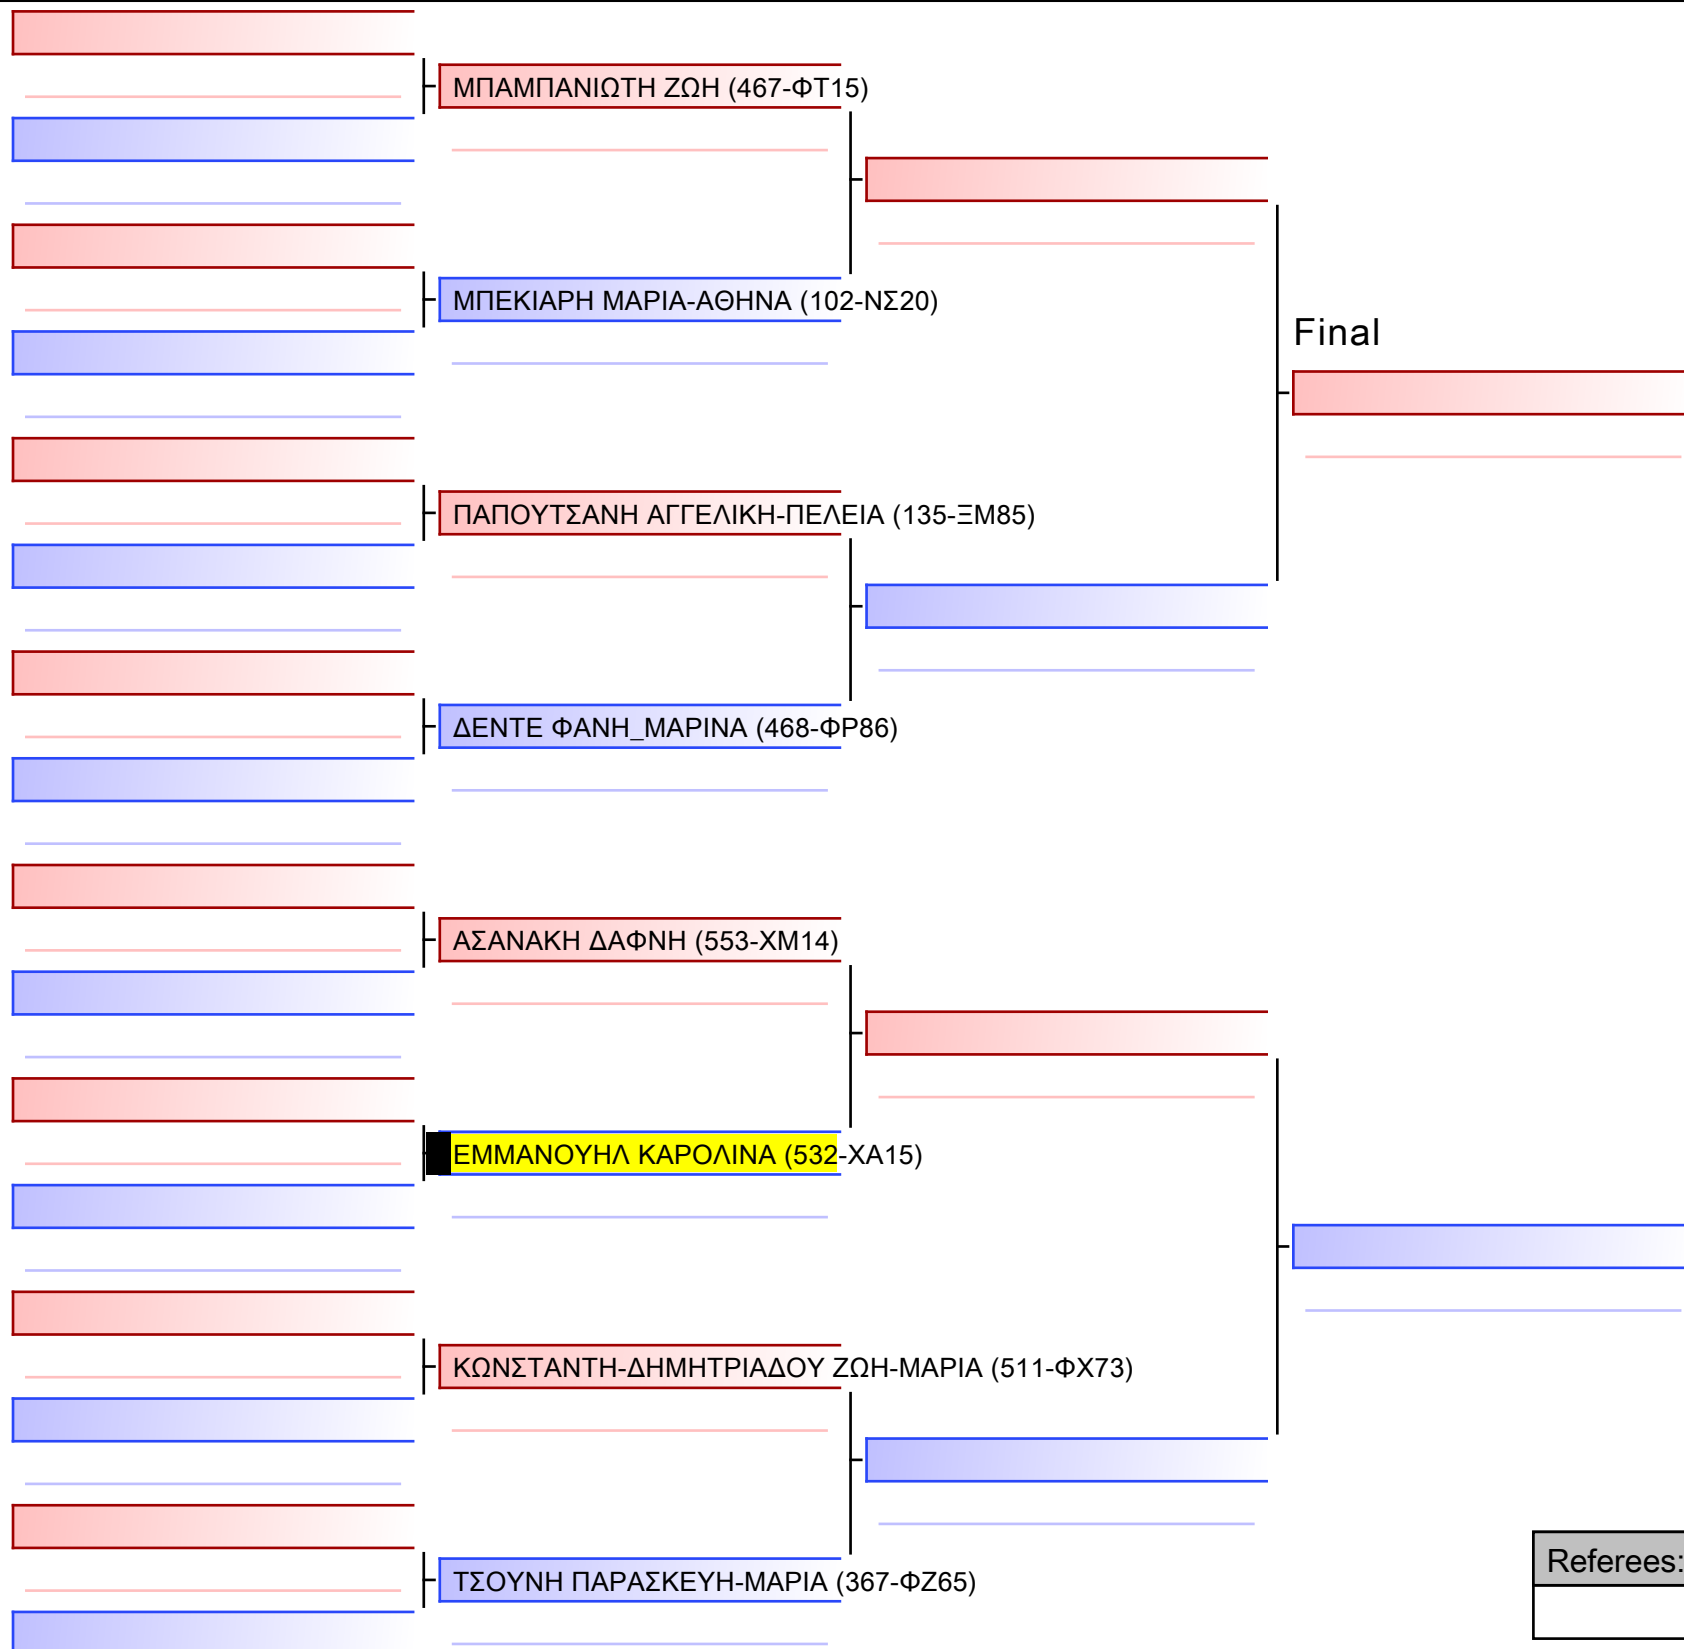 ΜΠΑΜΠΑΝΙΩΤΗ ΖΩΗ (467-ΦΤ15)
ΜΠΕΚΙΑΡΗ ΜΑΡΙΑ-ΑΘΗΝΑ (102-ΝΣ20)
Final
ΠΑΠΟΥΤΣΑΝΗ ΑΓΓΕΛΙΚΗ-ΠΕΛΕΙΑ (135-ΞΜ85)
ΔΕΝΤΕ ΦΑΝΗ_ΜΑΡΙΝΑ (468-ΦΡ86)
ΑΣΑΝΑΚΗ ΔΑΦΝΗ (553-ΧΜ14)
ΕΜΜΑΝΟΥΗΛ ΚΑΡΟΛΙΝΑ (532-ΧΑ15)
ΚΩΝΣΤΑΝΤΗ-ΔΗΜΗΤΡΙΑΔΟΥ ΖΩΗ-ΜΑΡΙΑ (511-ΦΧ73)
ΤΣΟΥΝΗ ΠΑΡΑΣΚΕΥΗ-ΜΑΡΙΑ (367-ΦΖ65)
Referees: